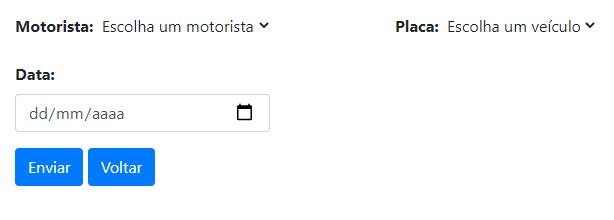 Motorista: Escolha um motorista Placa: Escolha um veículo
Data:
dd/mm/aaaa
Enviar Voltar